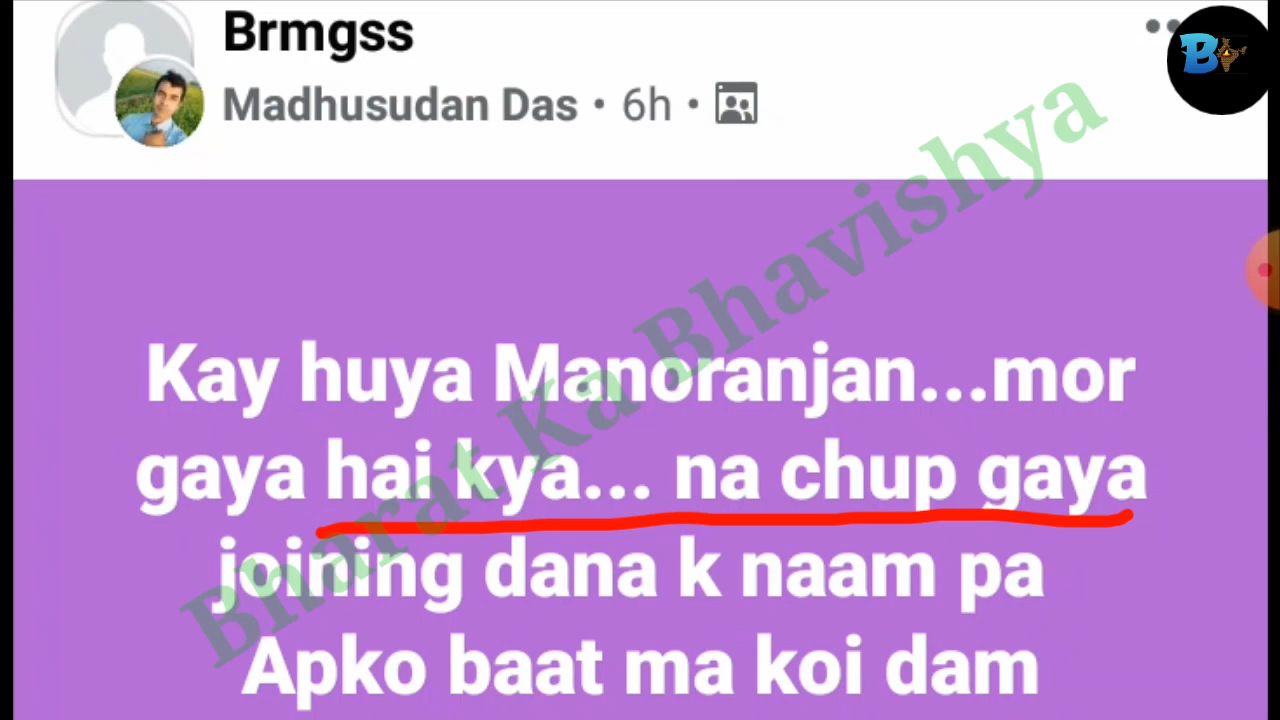 Brmgss
Madhusudan Das • 6h •
B
Bharat Ka Bhavishya
Kay huya Manoranjan...mor
gaya hai kya... na chup gaya
joining dana k naam pa
Apko baat ma koi dam